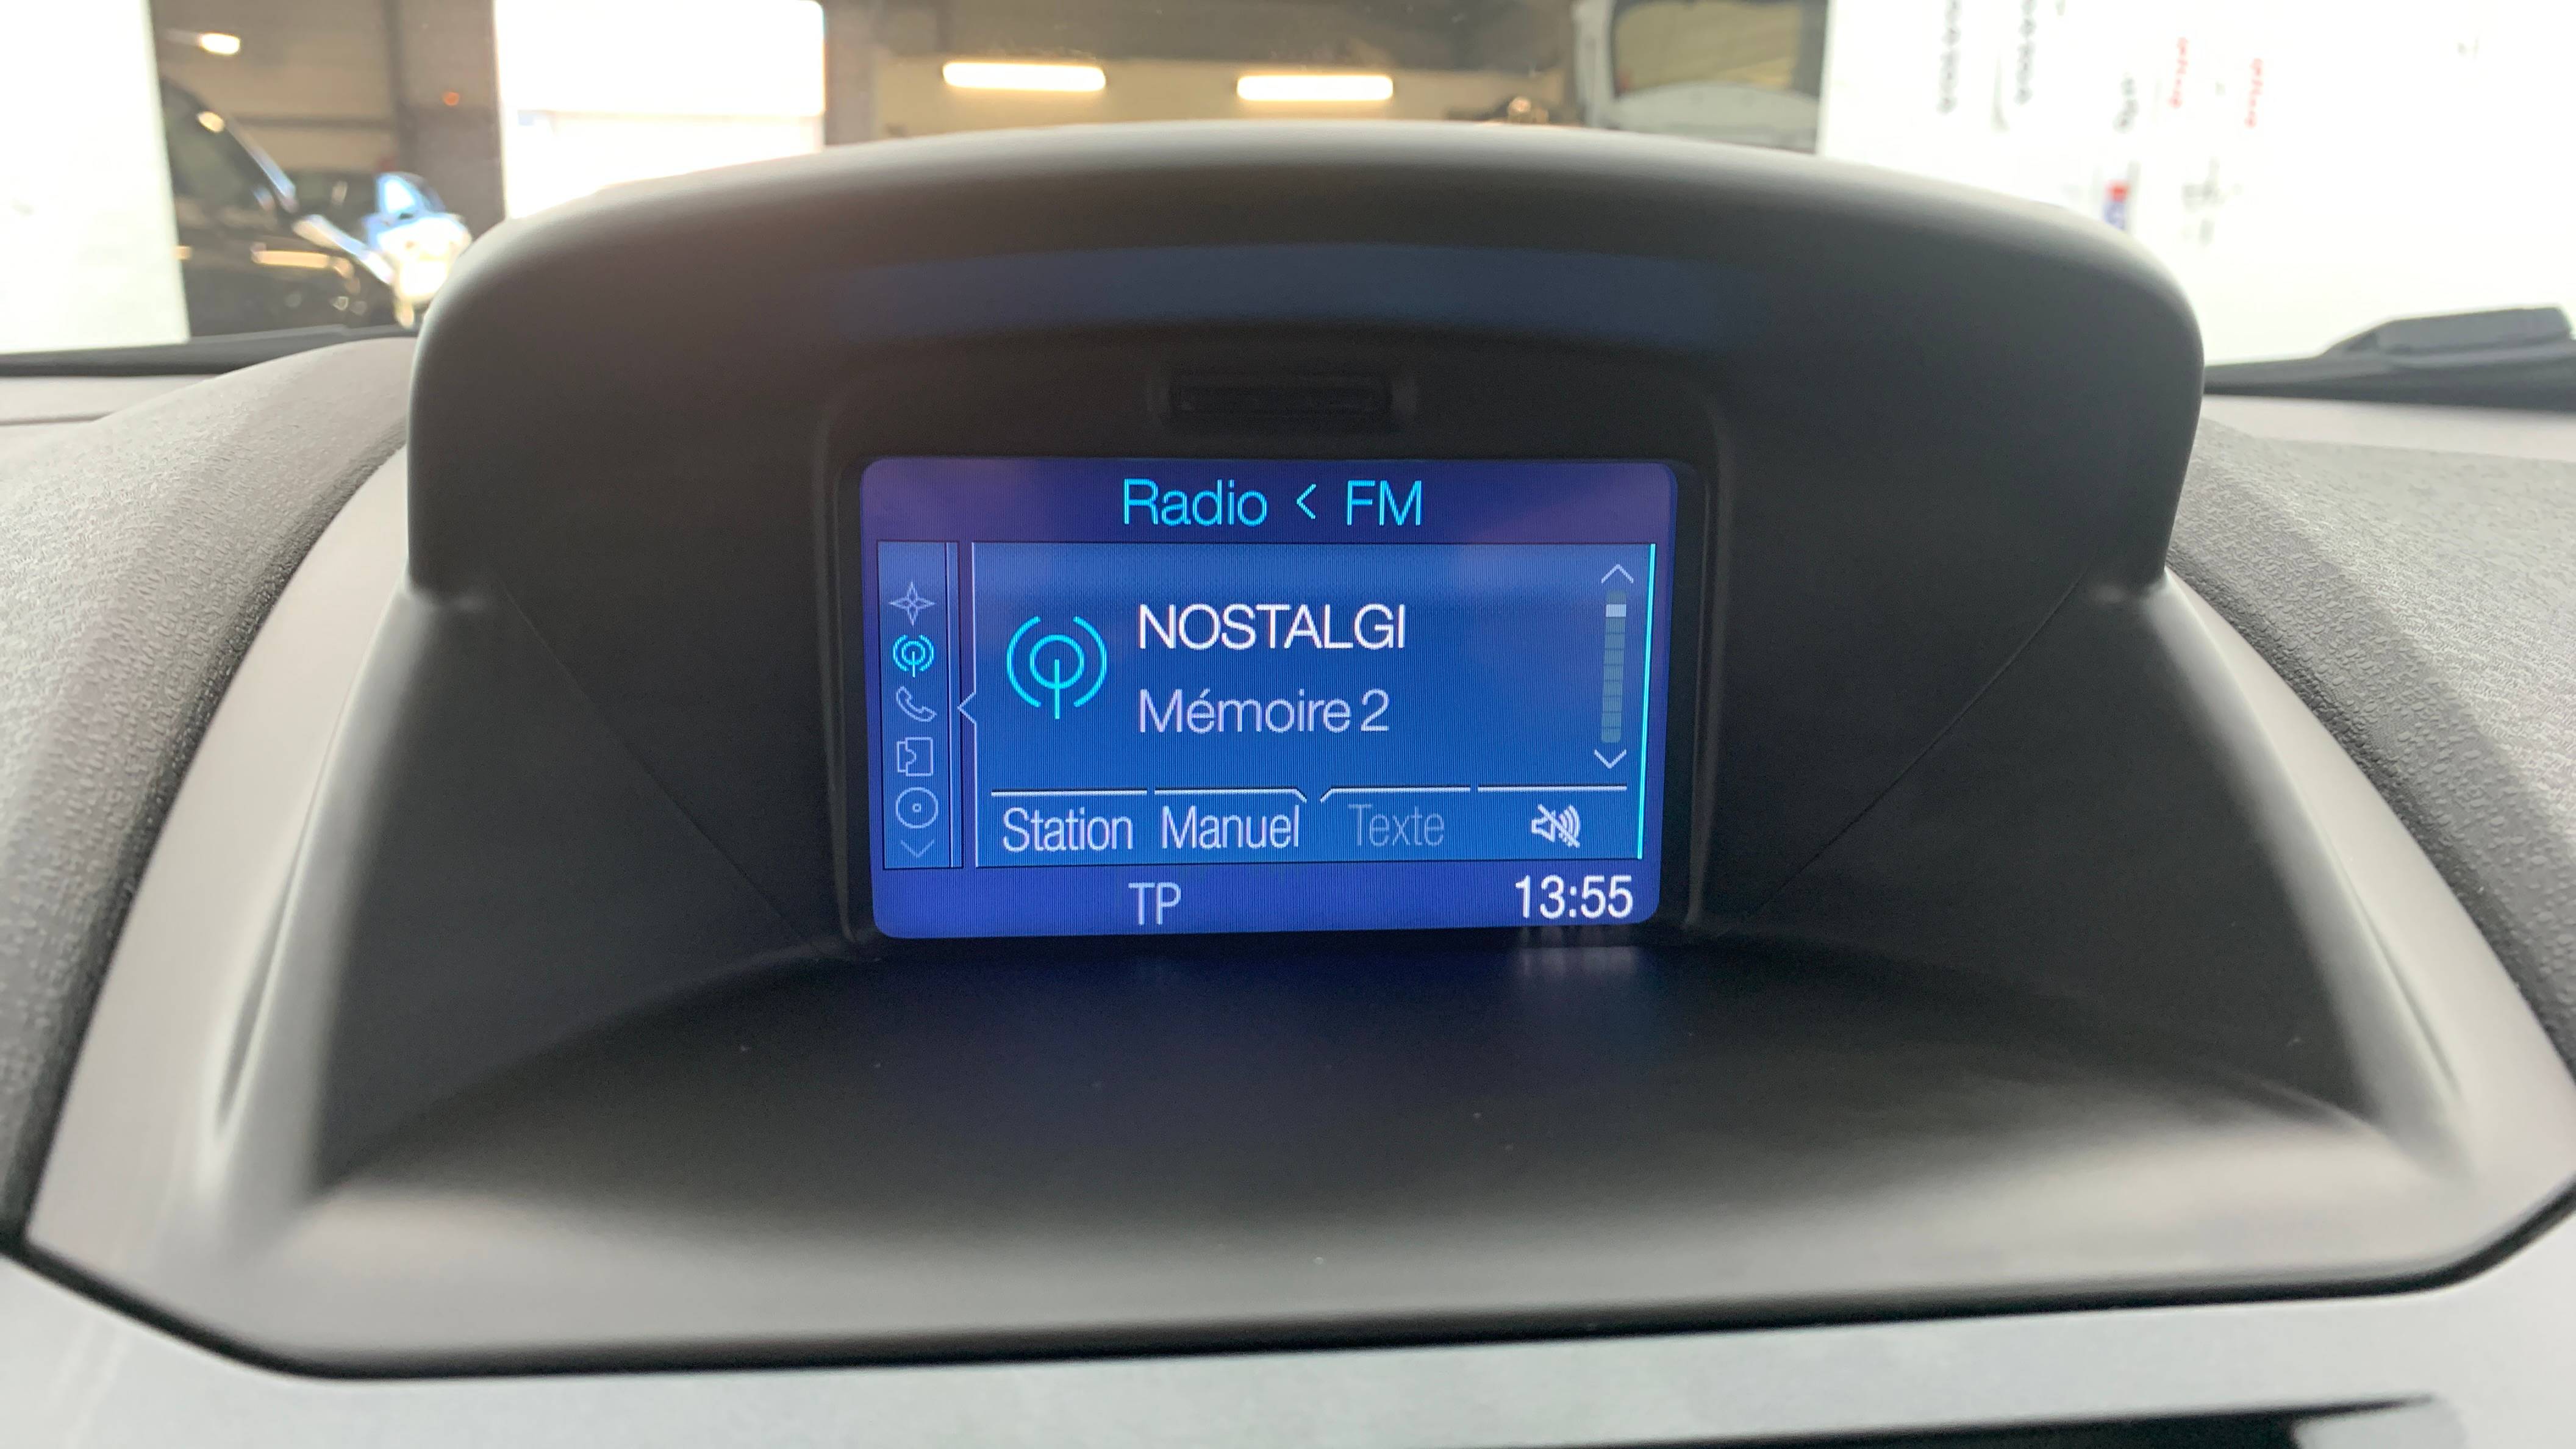 Radio < FM
NOSTALGI
Mémoire 2
Station Manuel Texte
TP 13:55